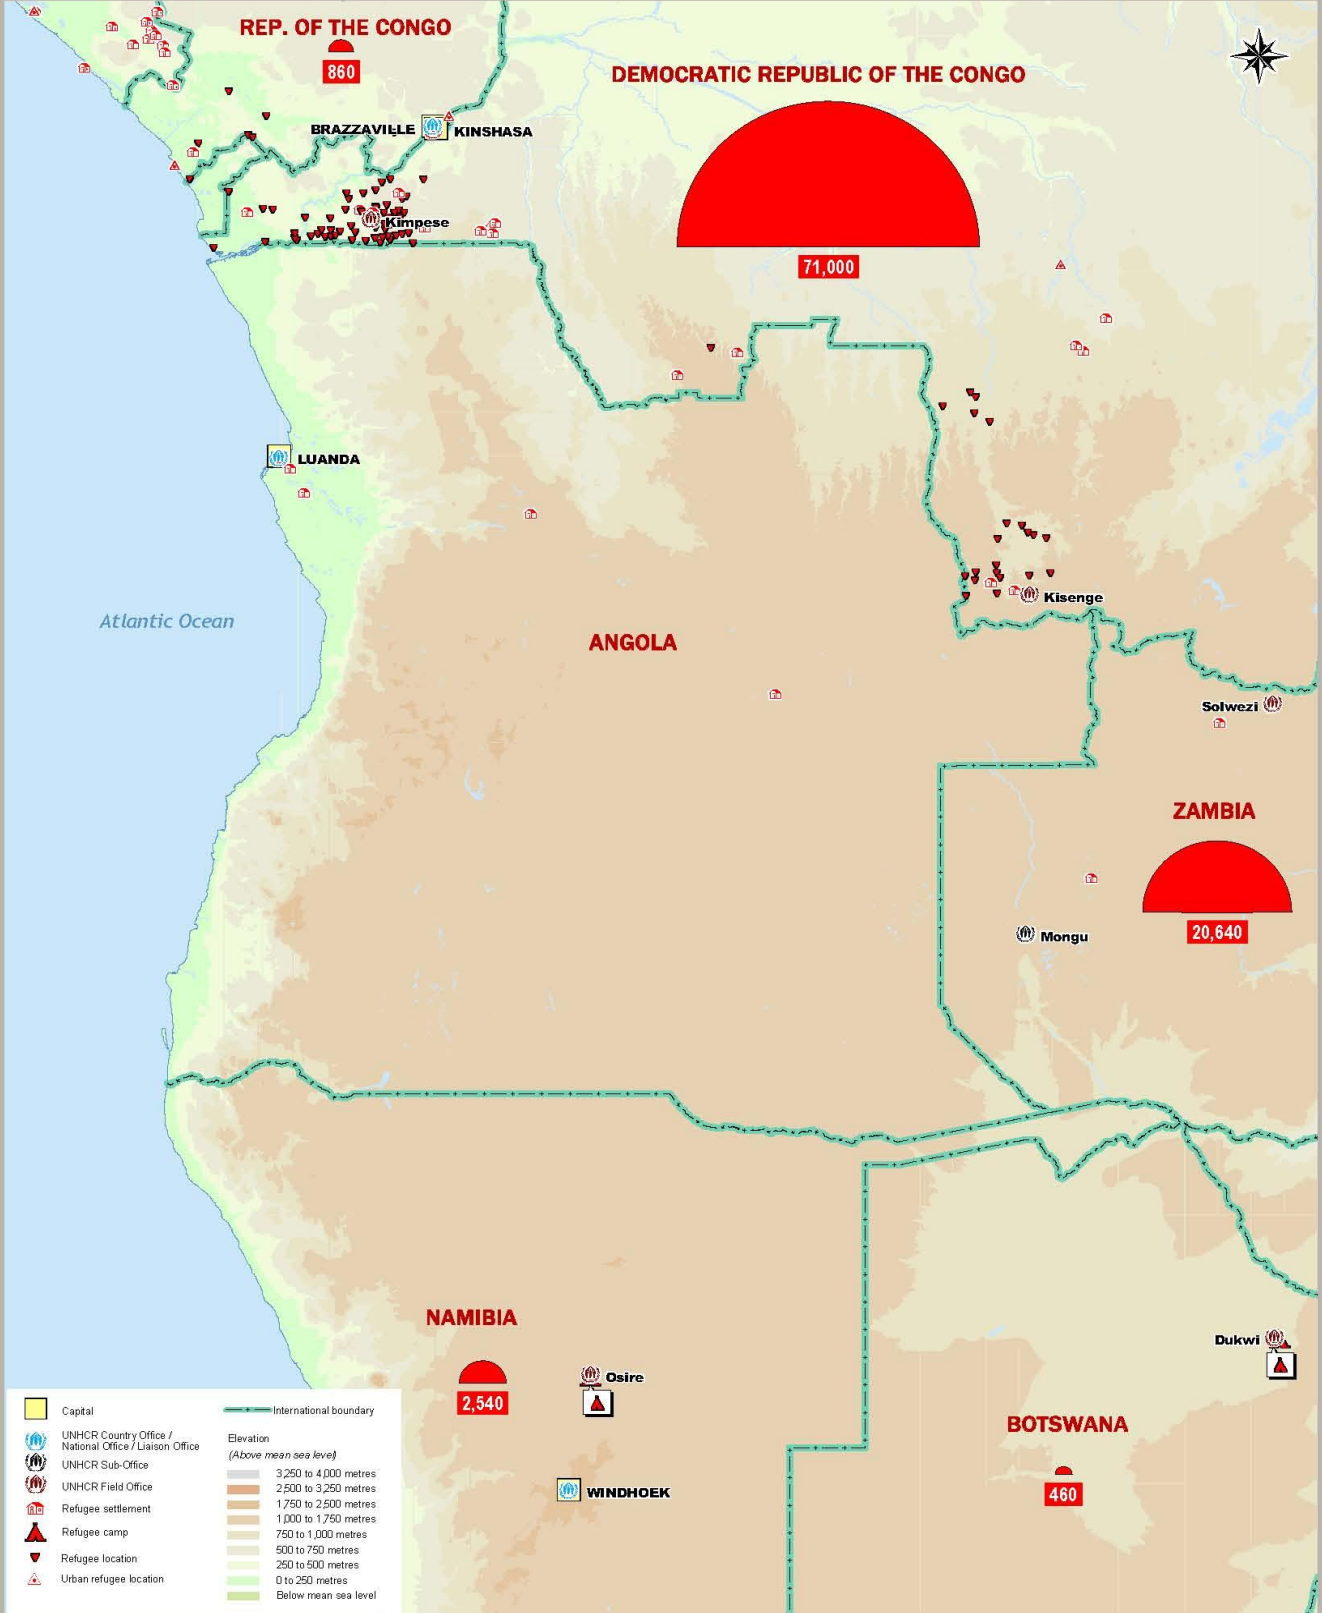 REP. OF THE CONGO
860
DEMOCRATIC REPUBLIC OF THE CONGO
71,000
BRAZZAVILLE
KINSHASA
Kimpese
LUANDA
Atlantic Ocean
ANGOLA
Kisenge
Solwezi
ZAMBIA
20,640
Mongu
NAMIBIA
2,540
Osire
Dukwi
BOTSWANA
460
WINDHOEK
Capital
UNHCR Country Office /
National Office / Liaison Office
UNHCR Sub-Office
UNHCR Field Office
Refugee settlement
Refugee camp
Refugee location
Urban refugee location
International boundary
Elevation
(Above mean sea level)
3,250 to 4,000 metres
2,500 to 3,250 metres
1,750 to 2,500 metres
1,000 to 1,750 metres
750 to 1,000 metres
500 to 750 metres
250 to 500 metres
0 to 250 metres
Below mean sea level